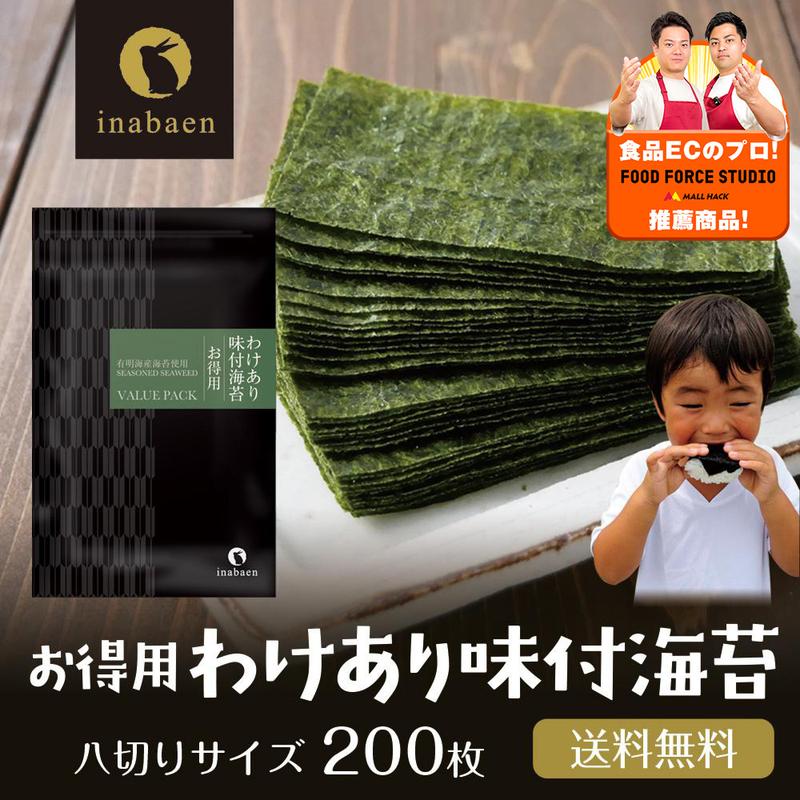 inabaen
食品ECのプロ!
FOOD FORCE STUDIO
MALL HACK
推薦商品!
わけあり
味付海苔
お得用
有明海産海苔使用
SEASONED SEAWEED
VALUE PACK
inabaen
お得用わけあり味付海苔
八切りサイズ 200枚
送料無料